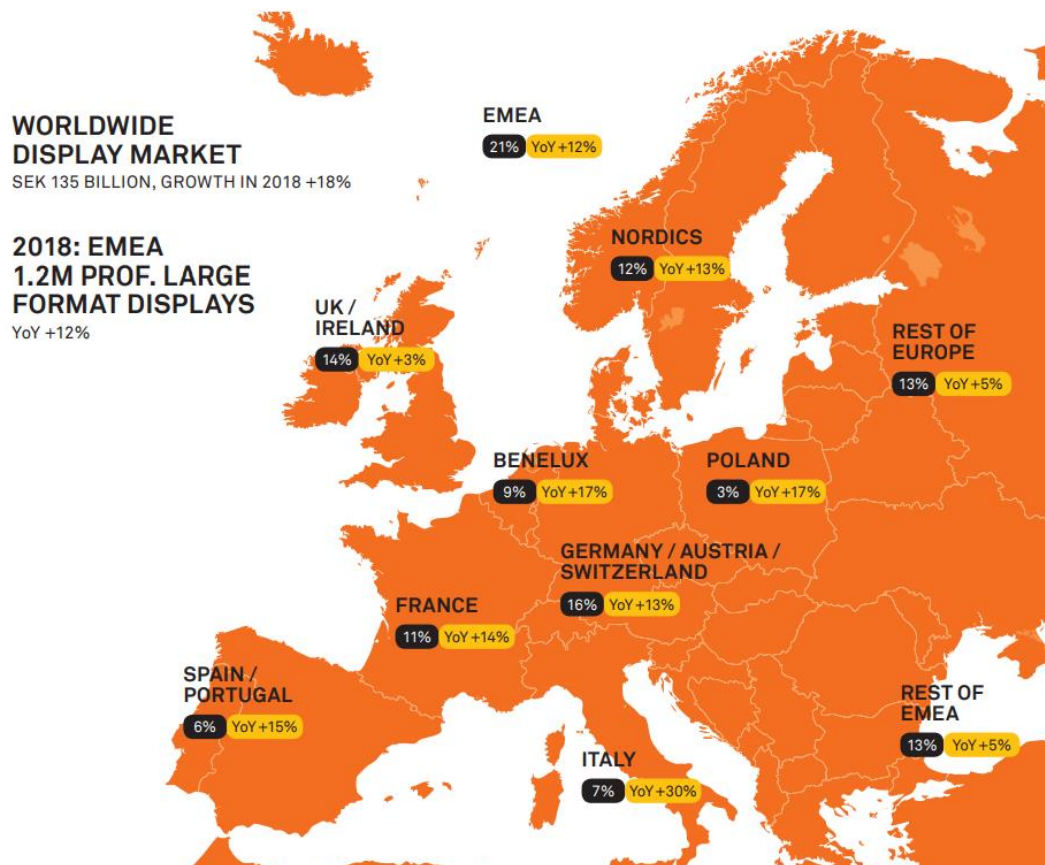 WORLDWIDE
DISPLAY MARKET
SEK 135 BILLION, GROWTH IN 2018 +18%
2018: EMEA
1.2M PROF. LARGE
FORMAT DISPLAYS
YoY +12%
EMEA
21% YoY +12%
NORDICS
12% YoY +13%
UK /
IRELAND
14% YoY +3%
REST OF
EUROPE
13% YoY +5%
BENELUX
9% YoY +17%
POLAND
3% YoY +17%
GERMANY / AUSTRIA /
SWITZERLAND
16% YoY +13%
FRANCE
11% YoY +14%
SPAIN /
PORTUGAL
6% YoY +15%
REST OF
EMEA
13% YoY +5%
ITALY
7% YoY +30%